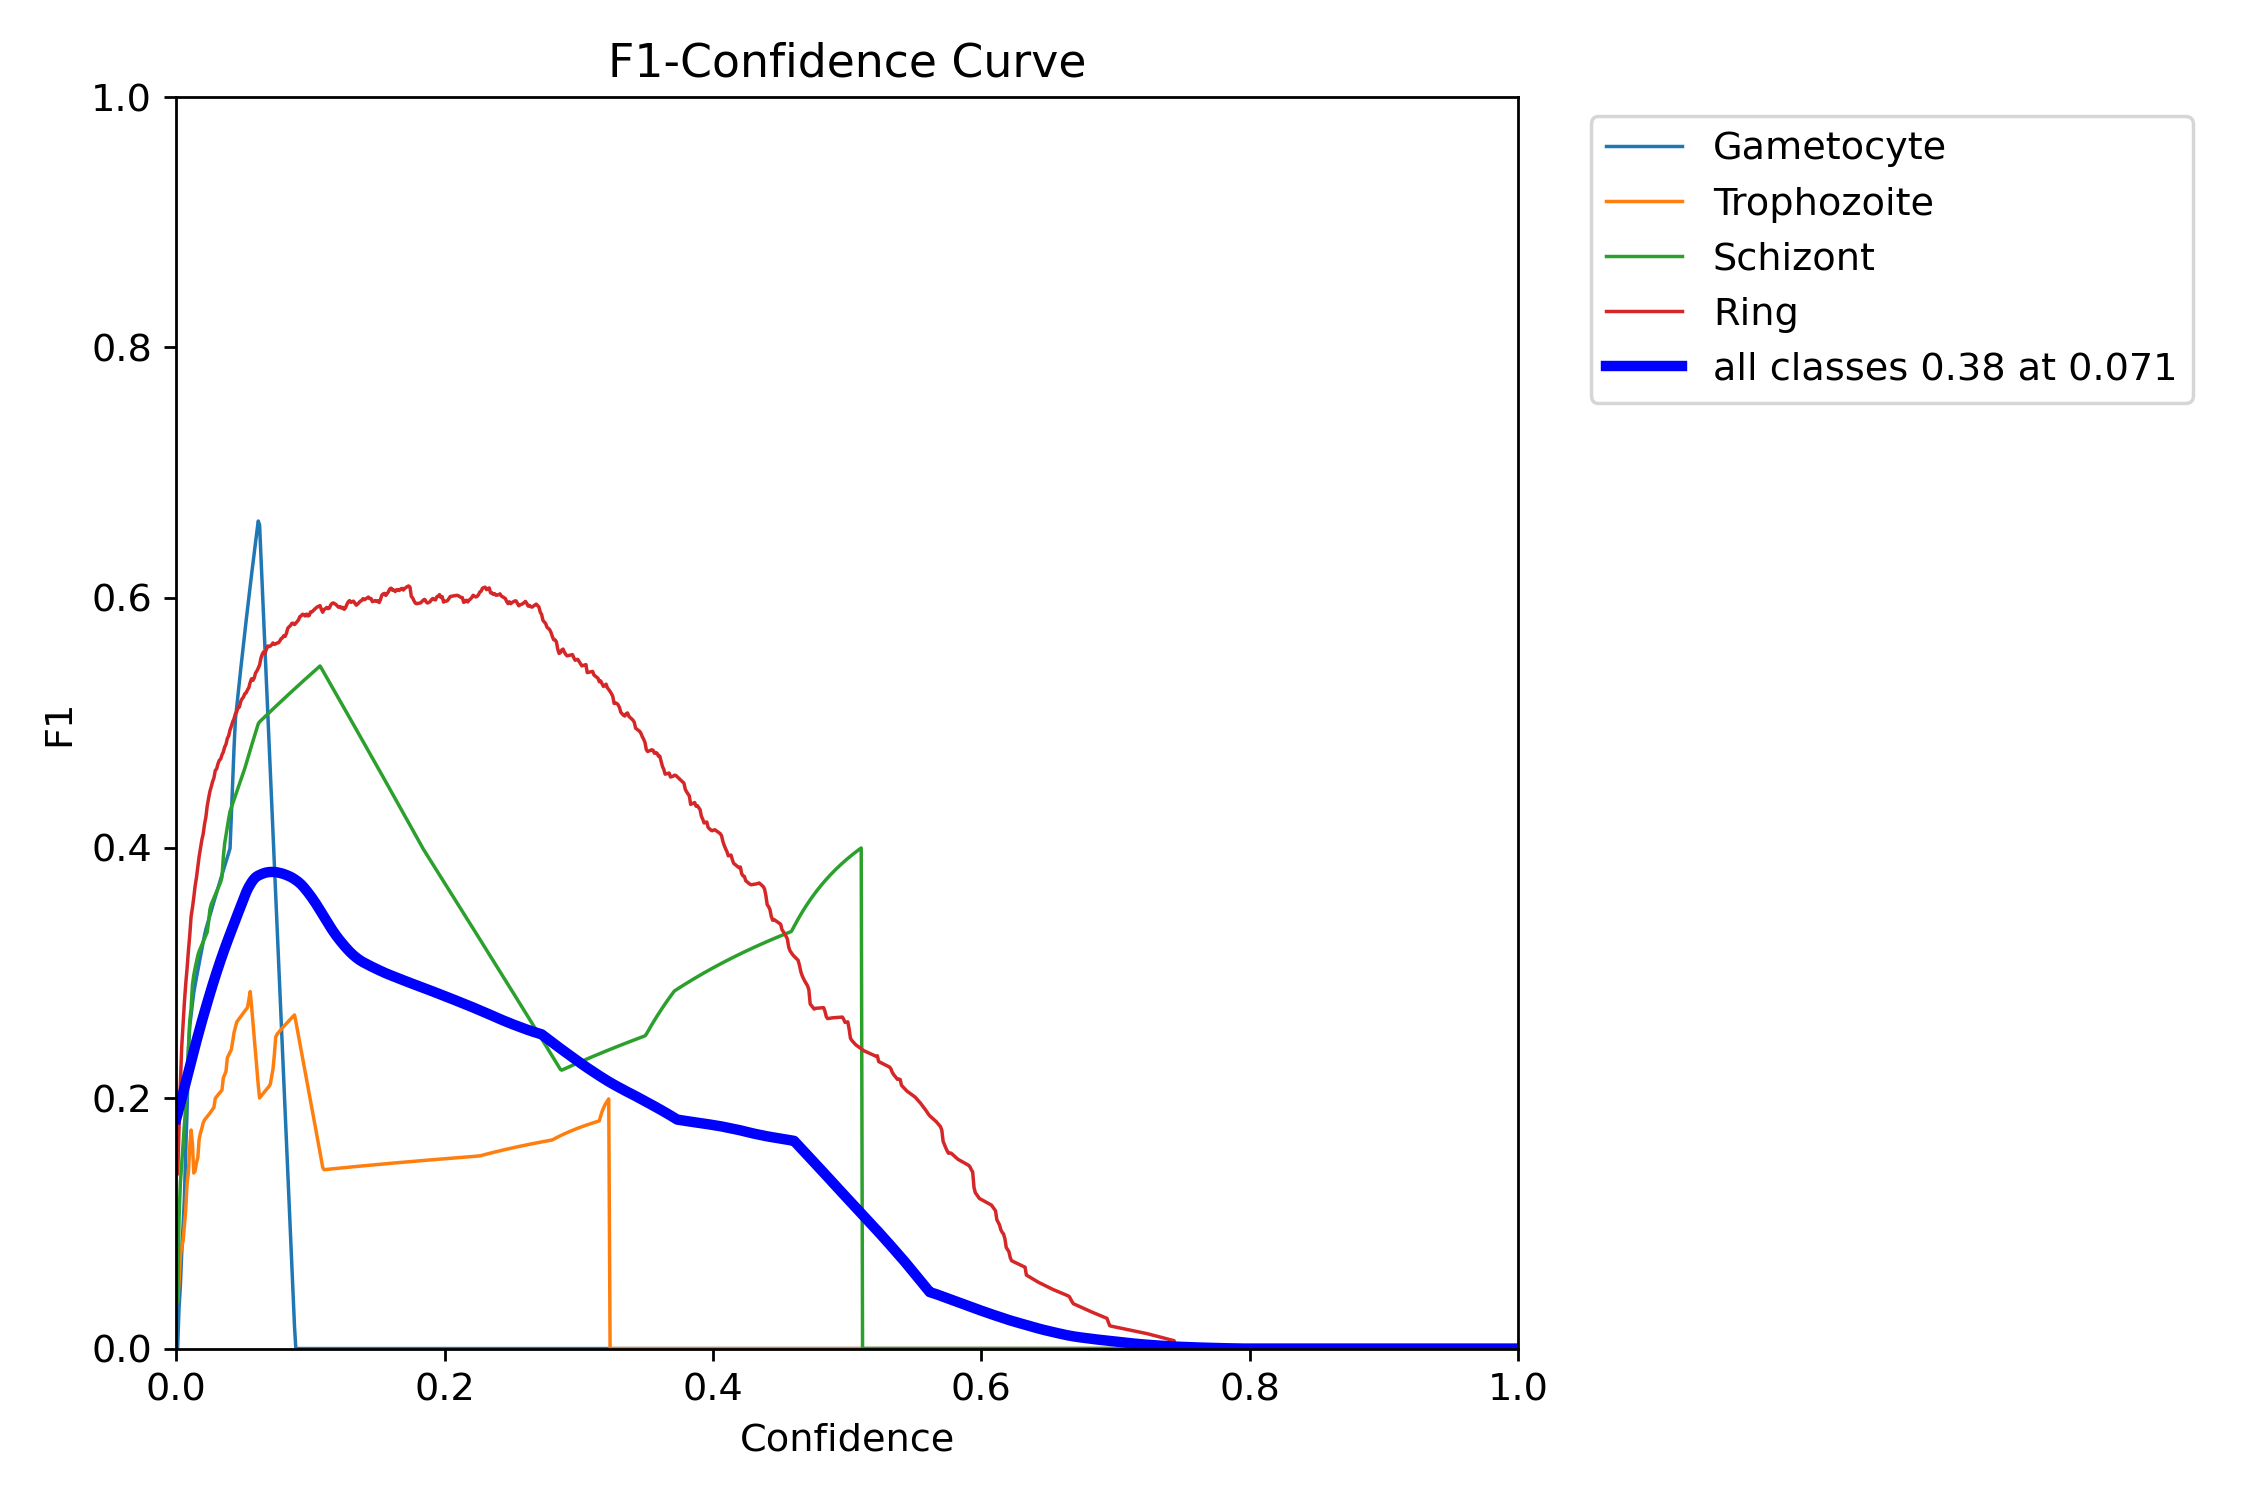 F1-Confidence Curve
1.0
0.8
0.6
0.4
0.2
0.0
F1
0.0 0.2 0.4 0.6 0.8 1.0
Confidence
Gametocyte
Trophozoite
Schizont
Ring
all classes 0.38 at 0.071